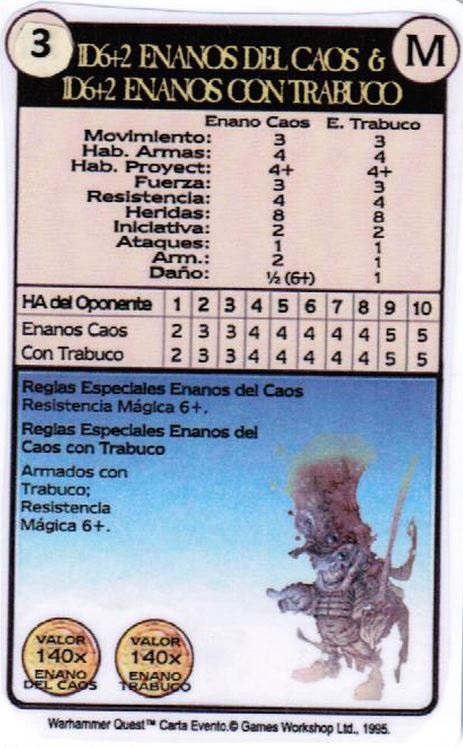 3
1D6+2 ENANOS DEL CAOS &
1D6+2 ENANOS CON TRABUCO
M
Enano Caos E. Trabuco
Movimiento: 3 3
Hab. Armas: 4 4
Hab. Proyect: 4+ 4+
Fuerza: 3 3
Resistencia: 4 4
Heridas: 8 8
Iniciativa: 2 2
Ataques: 1 1
Arm.: 2 1
Daño: ½ (6+) 1
HA del Oponente 1 2 3 4 5 6 7 8 9 10
Enanos Caos 2 3 3 4 4 4 4 4 5 5
Con Trabuco 2 3 3 4 4 4 4 4 5 5
Reglas Especiales Enanos del Caos
Resistencia Mágica 6+.
Reglas Especiales Enanos del
Caos con Trabuco
Armados con
Trabuco;
Resistencia
Mágica 6+.
VALOR
140x
ENANO
DEL CAOS
VALOR
140x
ENANO
TRABUCO
Warhammer Quest™ Carta Evento.© Games Workshop Ltd., 1995.